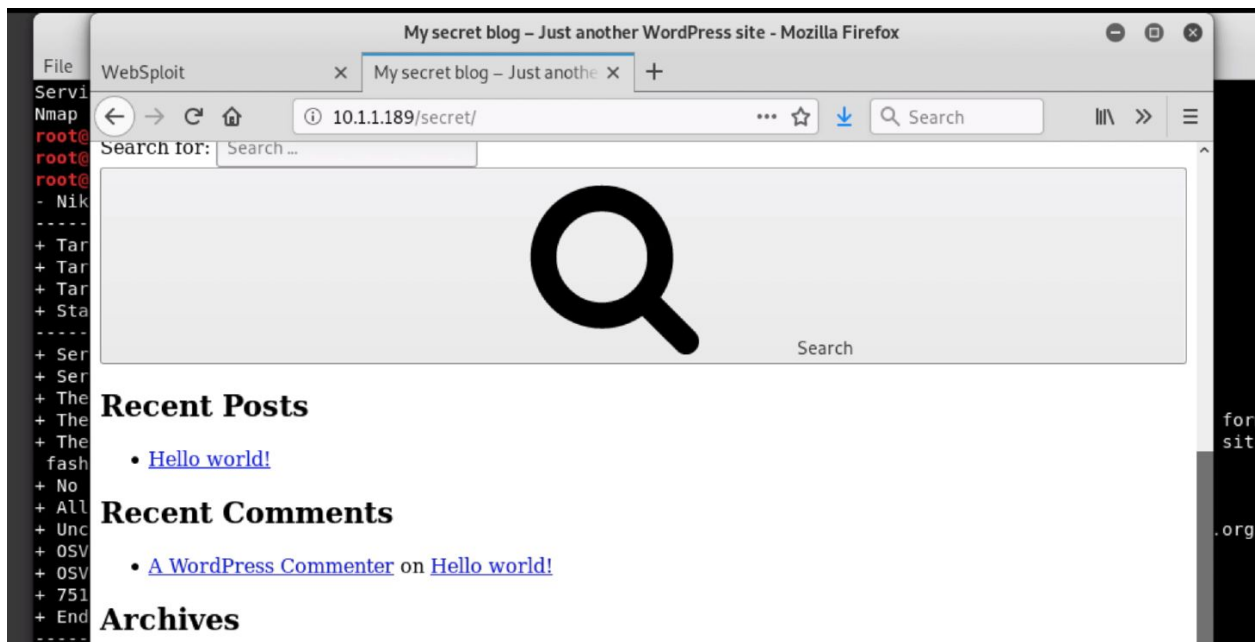 My secret blog – Just another WordPress site - Mozilla Firefox
File
WebSploit
My secret blog – Just anothe
10.1.1.189/secret/
Search
Search for: Search ...
Search
Recent Posts
Hello world!
Recent Comments
A WordPress Commenter on Hello world!
Archives
Servi
Nmap
root@
root@
root@
- Nik
-----
+ Tar
+ Tar
+ Tar
+ Sta
-----
+ Ser
+ Ser
+ The
+ The
+ The
fash
+ No
+ All
+ Unc
+ OSV
+ OSV
+ 751
+ End
-----
for
sit
.org